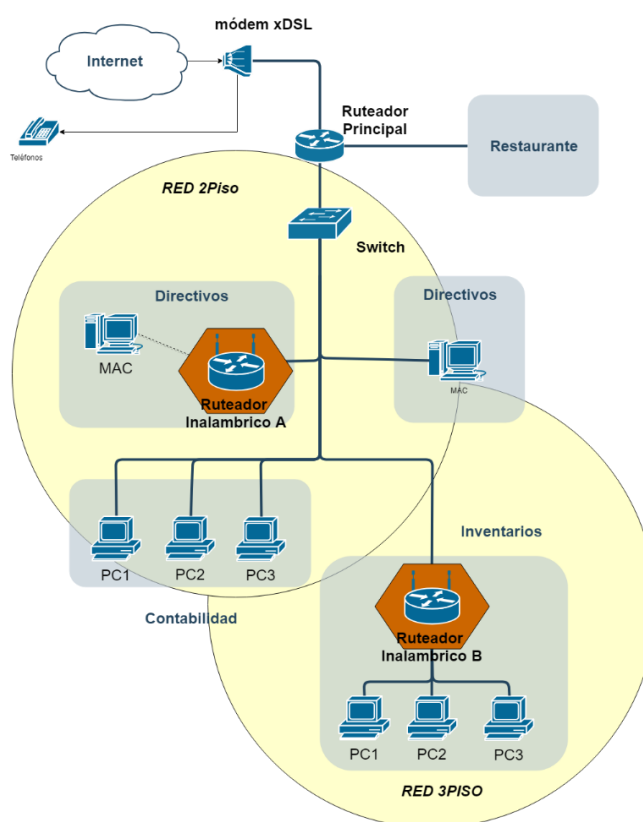 módem xDSL
Internet
Ruteador
Principal
Restaurante
Teléfonos
RED 2Piso
Switch
Directivos
Directivos
MAC
MAC
Ruteador
Inalambrico A
PC1
PC2
PC3
Contabilidad
Inventarios
Ruteador
Inalambrico B
PC1
PC2
PC3
RED 3PISO